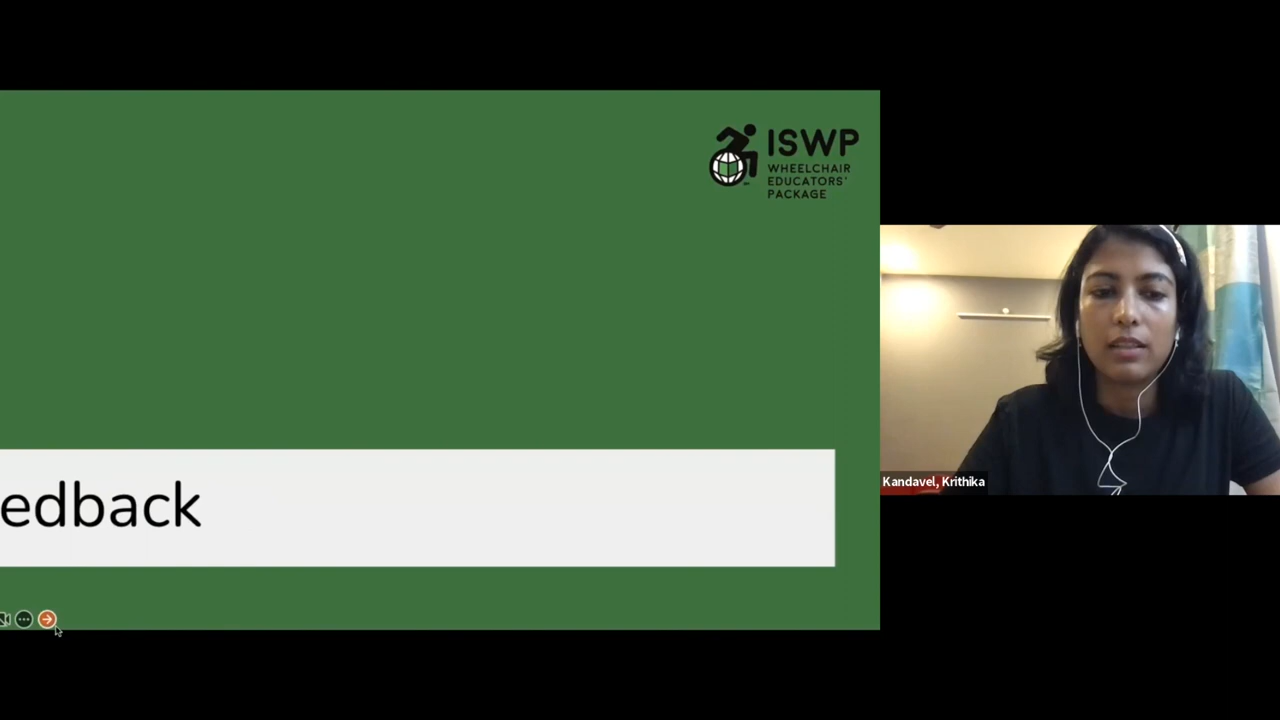 ISWP
WHEELCHAIR
EDUCATORS'
PACKAGE
edback
Kandavel, Krithika